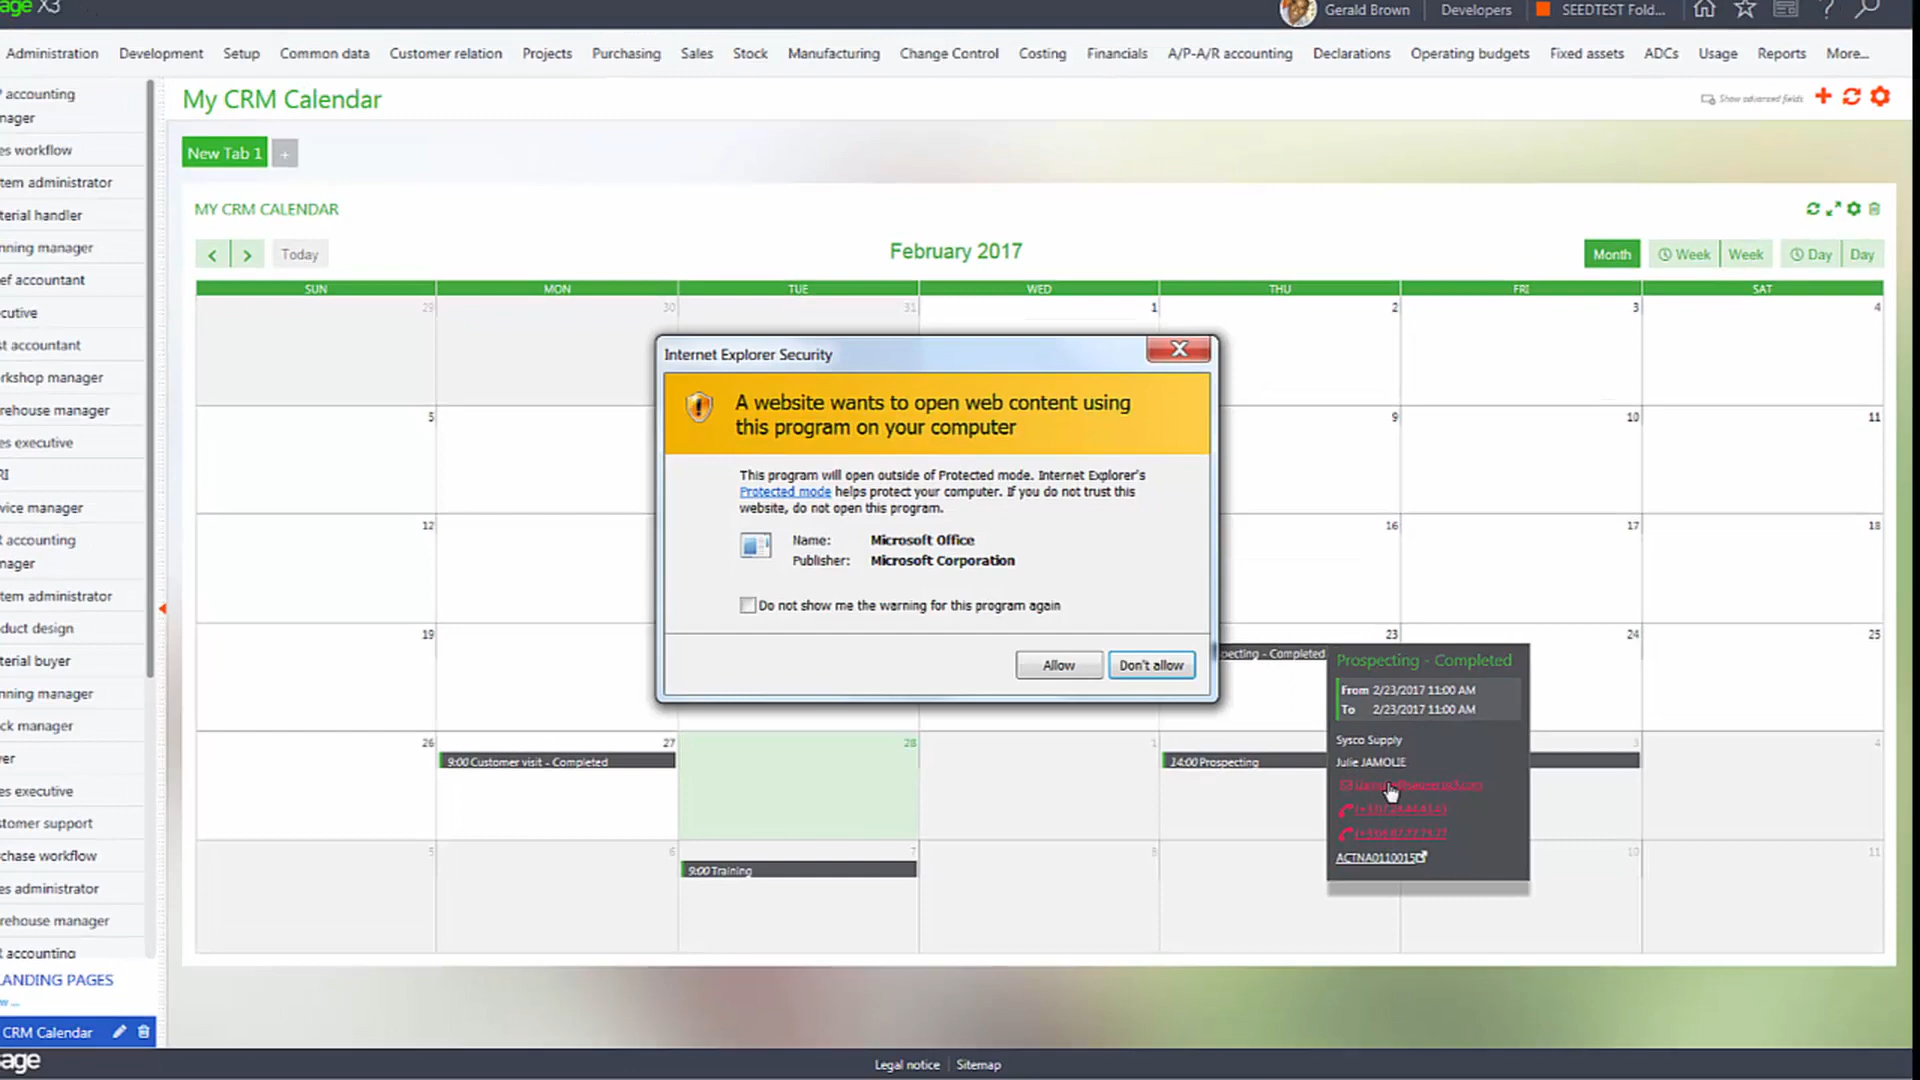 age X3
Gerald Brown
Developers
SEEDTEST Fold...
Administration
Development
Setup
Common data
Customer relation
Projects
Purchasing
Sales
Stock
Manufacturing
Change Control
Costing
Financials
A/P-A/R accounting
Declarations
Operating budgets
Fixed assets
ADCs
Usage
Reports
More...
accounting
nager
es workflow
tem administrator
terial handler
nning manager
ef accountant
cutive
st accountant
rkshop manager
rehouse manager
es executive
RI
vice manager
t accounting
nager
tem administrator
duct design
terial buyer
nning manager
ck manager
er
es executive
stomer support
chase workflow
es administrator
rehouse manager
t accounting
LANDING PAGES
w ...
CRM Calendar
My CRM Calendar
Show advanced fields
New Tab 1
+
MY CRM CALENDAR
Today
February 2017
Month
Week
Week
Day
Day
SUN MON TUE WED THU FRI SAT
29 30 31 1 2 3 4
5 9 10 11
12 16 17 18
19 23 24 25
ecting - Completed
26 27 28 1 3 4
9:00 Customer visit - Completed
14:00 Prospecting
5 6 7 8 10 11
9:00 Training
Internet Explorer Security
A website wants to open web content using
this program on your computer
This program will open outside of Protected mode. Internet Explorer's
Protected mode helps protect your computer. If you do not trust this
website, do not open this program.
Name: Microsoft Office
Publisher: Microsoft Corporation
Do not show me the warning for this program again
Allow
Don't allow
Prospecting - Completed
From 2/23/2017 11:00 AM
To 2/23/2017 11:00 AM
Sysco Supply
Julie JAMOLIE
ACTNA0110015
age
Legal notice
Sitemap